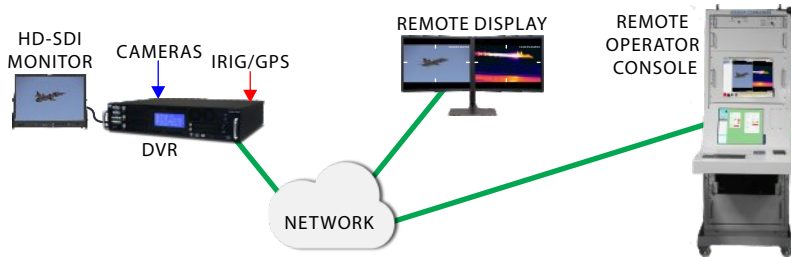 HD-SDI
MONITOR
CAMERAS
IRIG/GPS
DVR
REMOTE DISPLAY
REMOTE
OPERATOR
CONSOLE
NETWORK